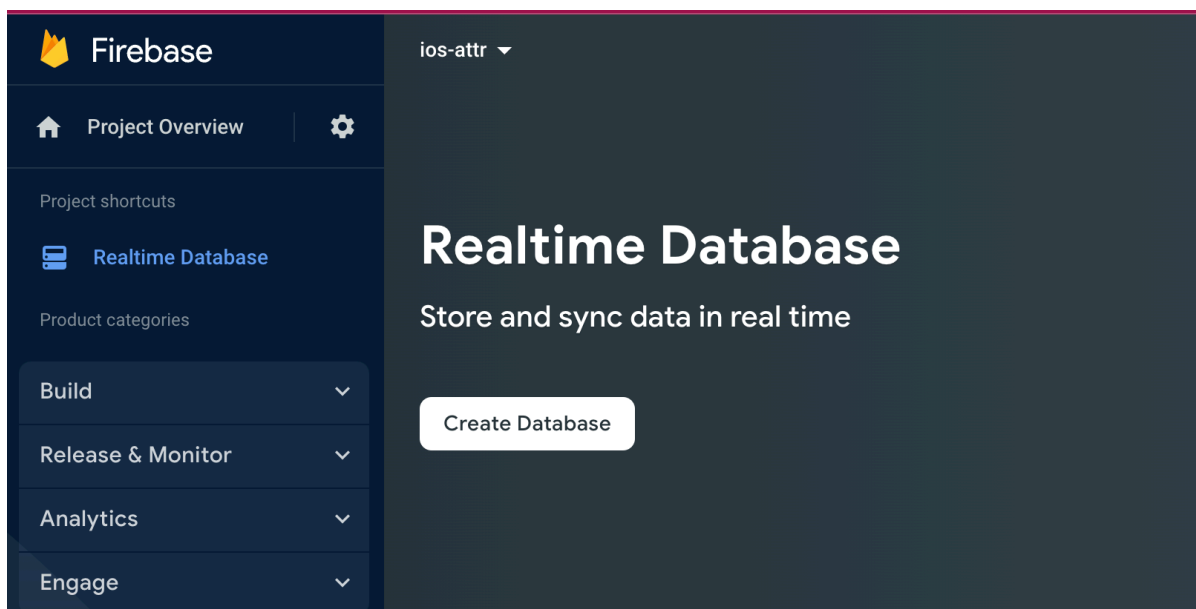 Firebase
Project Overview
Project shortcuts
Realtime Database
Product categories
Build
Release & Monitor
Analytics
Engage
ios-attr
Realtime Database
Store and sync data in real time
Create Database